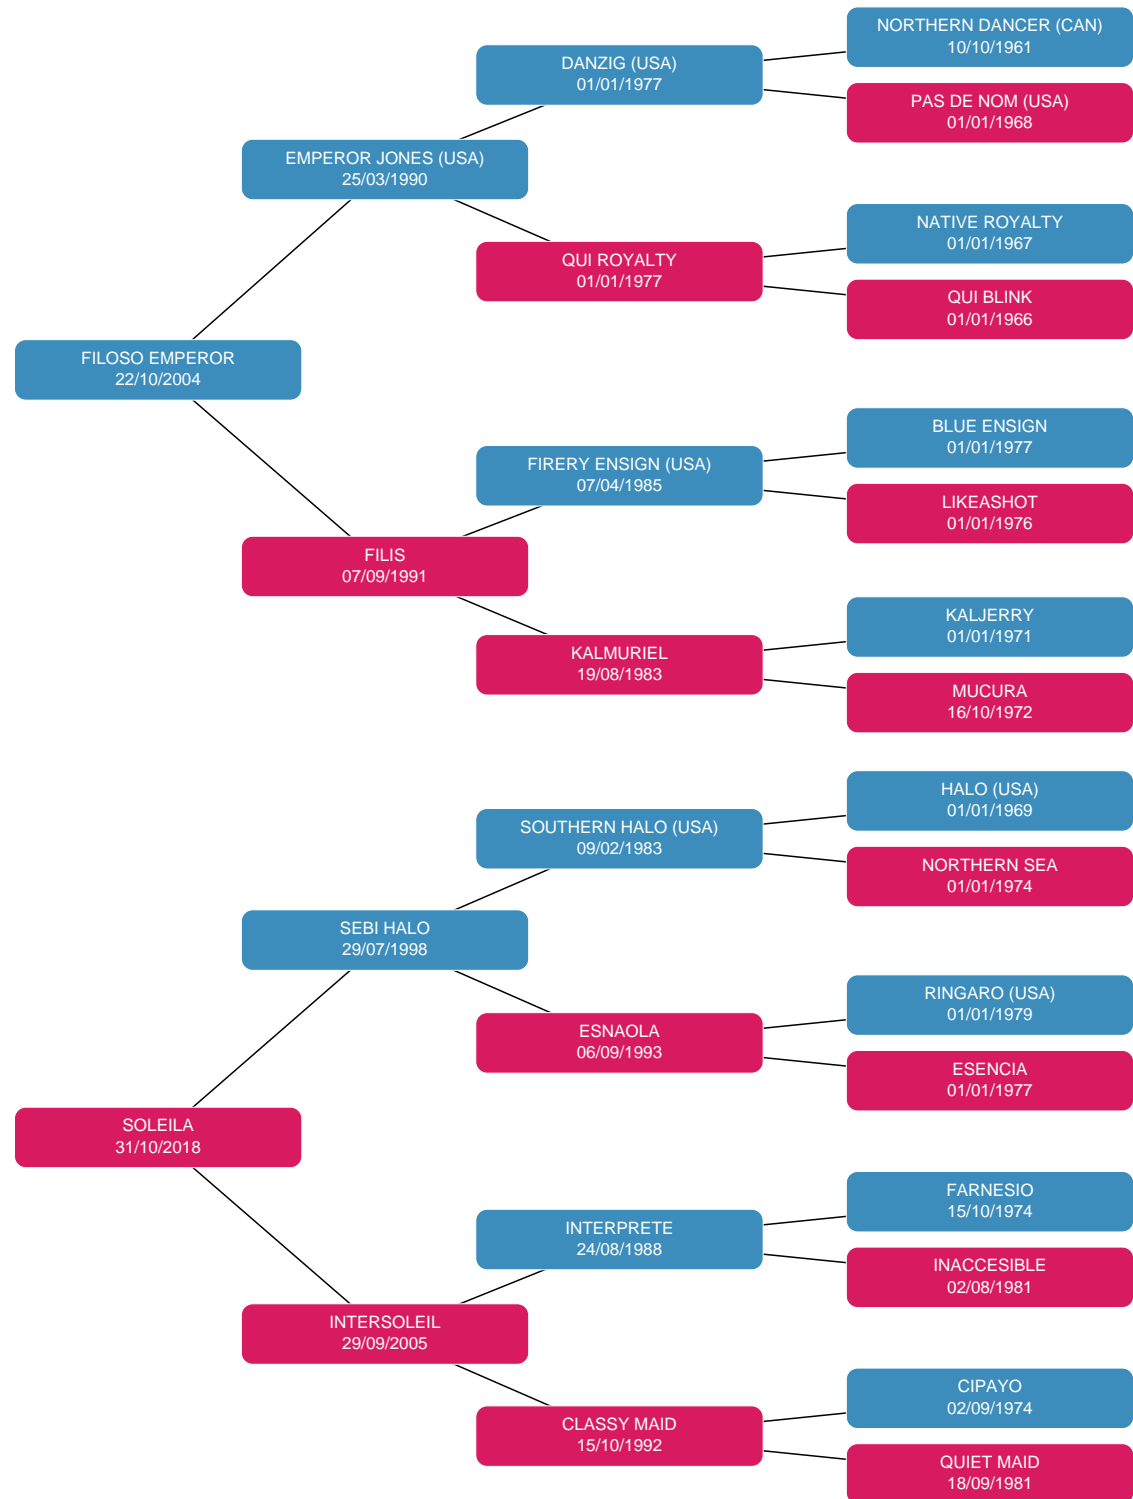 NORTHERN DANCER (CAN)
10/10/1961
DANZIG (USA)
01/01/1977
PAS DE NOM (USA)
01/01/1968
EMPEROR JONES (USA)
25/03/1990
NATIVE ROYALTY
01/01/1967
QUI ROYALTY
01/01/1977
QUI BLINK
01/01/1966
FILOSO EMPEROR
22/10/2004
BLUE ENSIGN
01/01/1977
FIRERY ENSIGN (USA)
07/04/1985
LIKEASHOT
01/01/1976
FILIS
07/09/1991
KALJERRY
01/01/1971
KALMURIEL
19/08/1983
MUCURA
16/10/1972
HALO (USA)
01/01/1969
SOUTHERN HALO (USA)
09/02/1983
NORTHERN SEA
01/01/1974
SEBI HALO
29/07/1998
RINGARO (USA)
01/01/1979
ESNAOLA
06/09/1993
ESENCIA
01/01/1977
SOLEILA
31/10/2018
FARNESIO
15/10/1974
INTERPRETE
24/08/1988
INACCESIBLE
02/08/1981
INTERSOLEIL
29/09/2005
CIPAYO
02/09/1974
CLASSY MAID
15/10/1992
QUIET MAID
18/09/1981